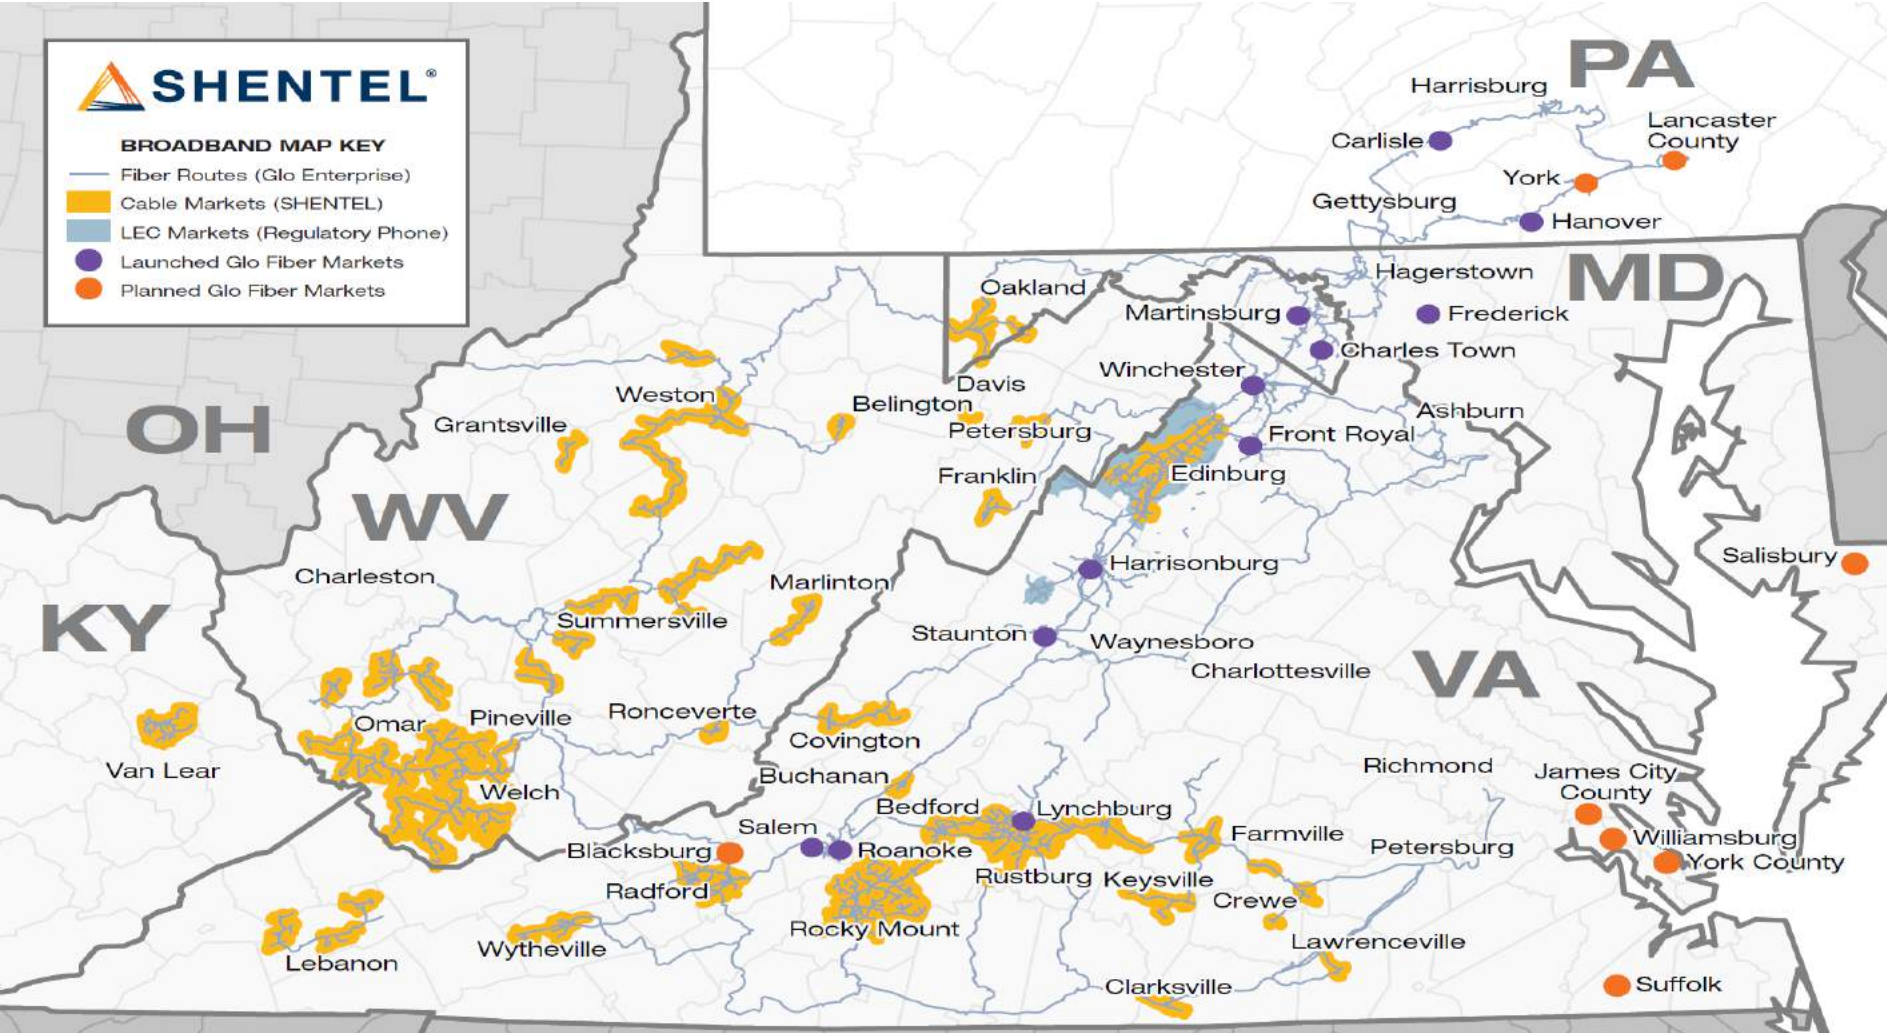 SHENTEL®
BROADBAND MAP KEY
Fiber Routes (Glo Enterprise)
Cable Markets (SHENTEL)
LEC Markets (Regulatory Phone)
Launched Glo Fiber Markets
Planned Glo Fiber Markets
PA
Harrisburg
Lancaster
County
Carlisle
York
Gettysburg
Hanover
MD
Hagerstown
Oakland
Martinsburg
Frederick
Charles Town
Winchester
Davis
Weston
Belington
Ashburn
OH
Grantsville
Petersburg
Front Royal
Edinburg
Franklin
WV
Salisbury
Harrisonburg
Charleston
Marlinton
KY
Summersville
Staunton
Waynesboro
VA
Charlottesville
Omar
Pineville
Ronceverte
Covington
Van Lear
Richmond
James City
County
Buchanan
Welch
Bedford
Lynchburg
Salem
Farmville
Williamsburg
Petersburg
Blacksburg
Roanoke
York County
Rustburg
Keysville
Radford
Crewe
Rocky Mount
Wytheville
Lawrenceville
Lebanon
Clarksville
Suffolk